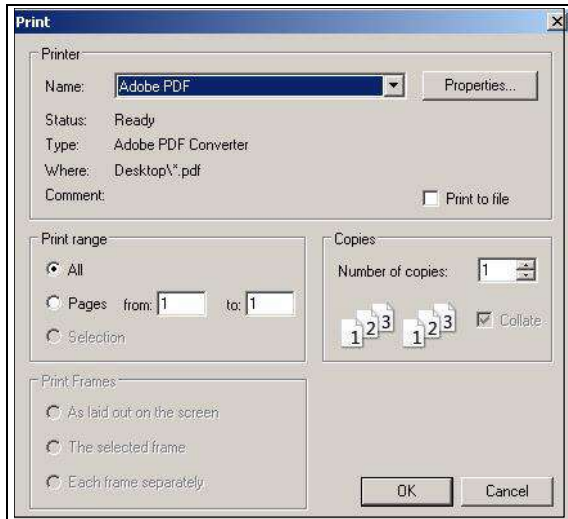 Print
Printer
Name: Adobe PDF Properties...
Status: Ready
Type: Adobe PDF Converter
Where: Desktop\*.pdf
Comment:
Print to file
Print range
All
Pages from: 1 to: 1
Selection
Copies
Number of copies: 1
1 2 3 1 2 3 Collate
Print Frames
As laid out on the screen
The selected frame
Each frame separately
OK Cancel